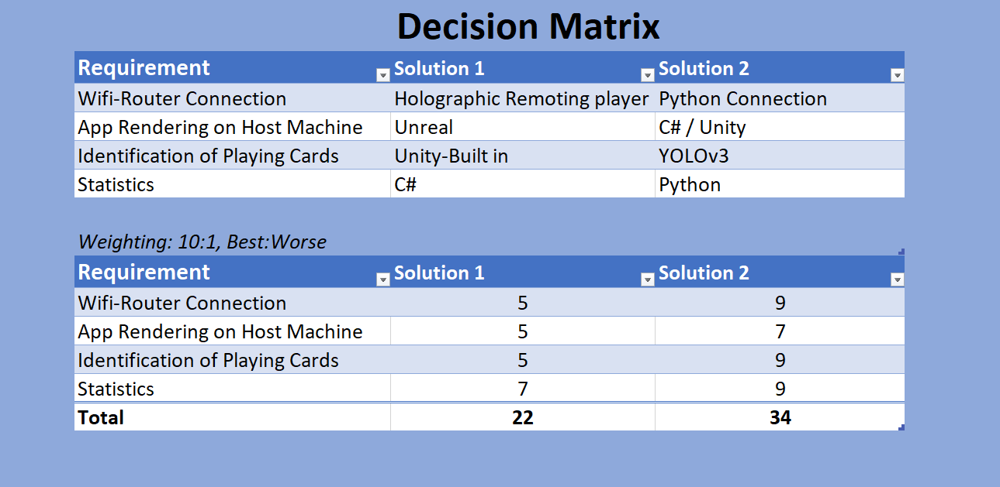 Decision Matrix
Requirement Solution 1 Solution 2
Wifi-Router Connection Holographic Remoting player Python Connection
App Rendering on Host Machine Unreal C# / Unity
Identification of Playing Cards Unity-Built in YOLOv3
Statistics C# Python
Weighting: 10:1, Best:Worse
Requirement Solution 1 Solution 2
Wifi-Router Connection 5 9
App Rendering on Host Machine 5 7
Identification of Playing Cards 5 9
Statistics 7 9
Total 22 34